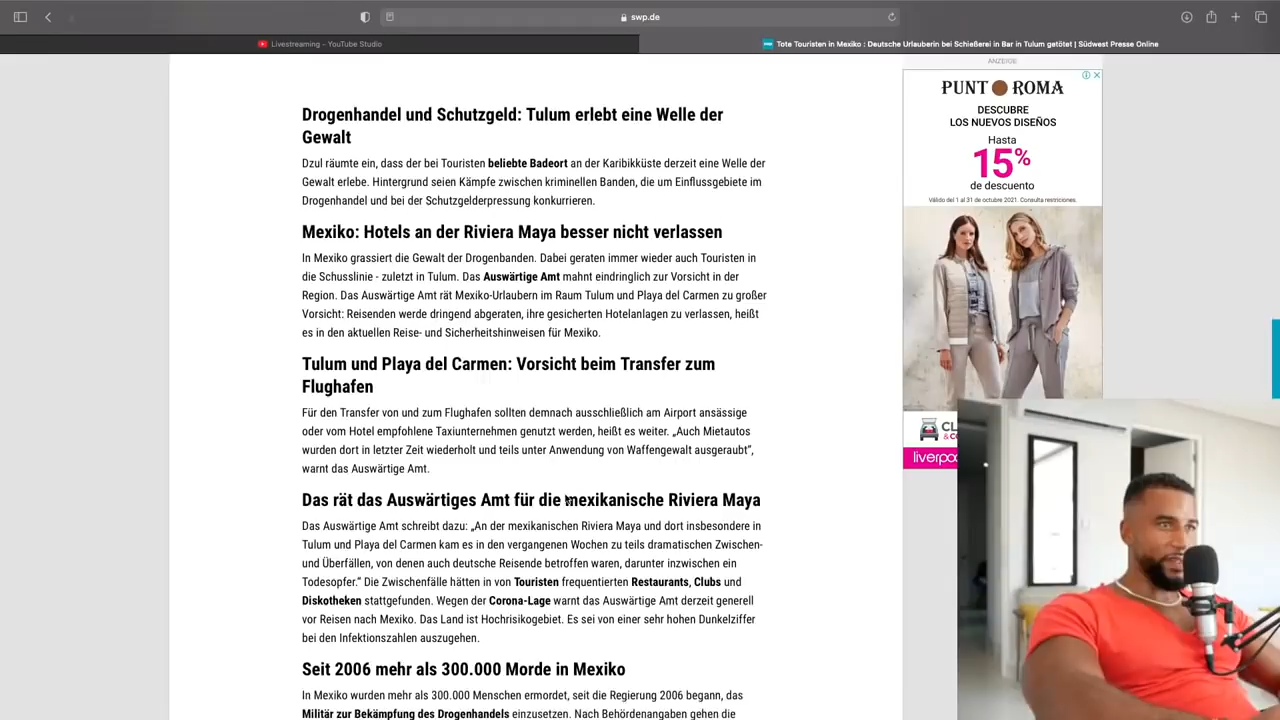 swp.de
Livestreaming – YouTube Studio
Tote Touristen in Mexiko : Deutsche Urlauberin bei Schießerei in Bar in Tulum getötet | Südwest Presse Online
ANZEIGE
Drogenhandel und Schutzgeld: Tulum erlebt eine Welle der
Gewalt
Dzul räumte ein, dass der bei Touristen beliebte Badeort an der Karibikküste derzeit eine Welle der
Gewalt erlebe. Hintergrund seien Kämpfe zwischen kriminellen Banden, die um Einflussgebiete im
Drogenhandel und bei der Schutzgelderpressung konkurrieren.
Mexiko: Hotels an der Riviera Maya besser nicht verlassen
In Mexiko grassiert die Gewalt der Drogenbanden. Dabei geraten immer wieder auch Touristen in
die Schusslinie - zuletzt in Tulum. Das Auswärtige Amt mahnt eindringlich zur Vorsicht in der
Region. Das Auswärtige Amt rät Mexiko-Urlaubern im Raum Tulum und Playa del Carmen zu großer
Vorsicht: Reisenden werde dringend abgeraten, ihre gesicherten Hotelanlagen zu verlassen, heißt
es in den aktuellen Reise- und Sicherheitshinweisen für Mexiko.
Tulum und Playa del Carmen: Vorsicht beim Transfer zum
Flughafen
Für den Transfer von und zum Flughafen sollten demnach ausschließlich am Airport ansässige
oder vom Hotel empfohlene Taxiunternehmen genutzt werden, heißt es weiter. „Auch Mietautos
wurden dort in letzter Zeit wiederholt und teils unter Anwendung von Waffengewalt ausgeraubt“,
warnt das Auswärtige Amt.
Das rät das Auswärtiges Amt für die mexikanische Riviera Maya
Das Auswärtige Amt schreibt dazu: „An der mexikanischen Riviera Maya und dort insbesondere in
Tulum und Playa del Carmen kam es in den vergangenen Wochen zu teils dramatischen Zwischen-
und Überfällen, von denen auch deutsche Reisende betroffen waren, darunter inzwischen ein
Todesopfer.“ Die Zwischenfälle hätten in von Touristen frequentierten Restaurants, Clubs und
Diskotheken stattgefunden. Wegen der Corona-Lage warnt das Auswärtige Amt derzeit generell
vor Reisen nach Mexiko. Das Land ist Hochrisikogebiet. Es sei von einer sehr hohen Dunkelziffer
bei den Infektionszahlen auszugehen.
Seit 2006 mehr als 300.000 Morde in Mexiko
In Mexiko wurden mehr als 300.000 Menschen ermordet, seit die Regierung 2006 begann, das
Militär zur Bekämpfung des Drogenhandels einzusetzen. Nach Behördenangaben gehen die
PUNT ROMA
DESCUBRE
LOS NUEVOS DISEÑOS
Hasta
15%
de descuento
Válido del 1 al 31 de octubre 2021. Consulta restricciones.
CL
& CO
liverpoo